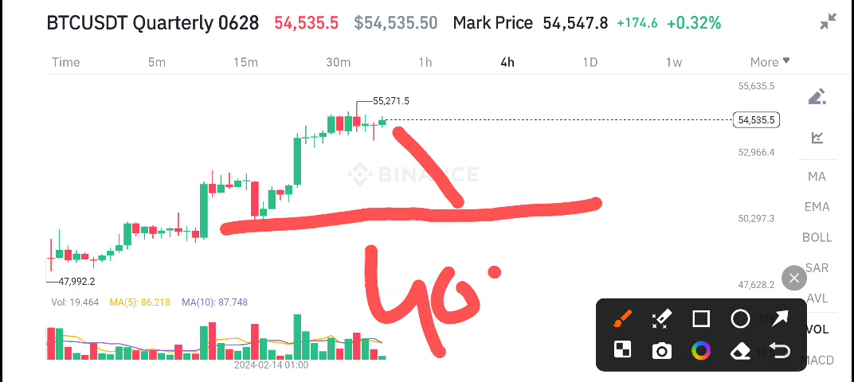 BTCUSDT Quarterly 0628 54,535.5 $54,535.50 Mark Price 54,547.8 +174.6 +0.32%
Time 5m 15m 30m 1h 4h 1D 1w More
55,635.5
55,271.5
54,535.5
52,966.4
BINANCE
MA
EMA
50,297.3
BOLL
SAR
47,992.2
47,628.2
AVL
Vol: 19.464 MA(5): 86.218 MA(10): 87.748
VOL
MACD
2024-02-14 01:00